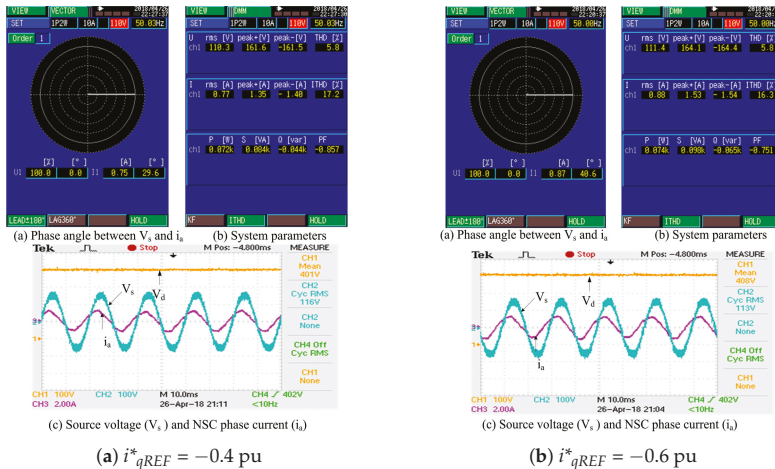 VIEW VECTOR 2018/04/26
22:27:27
SET 1P2W 10A 110V 50.03Hz
Order 1
[%] [°] [A] [°]
U1 100.0 0.0 I1 0.75 29.6
LEAD±180° LAG360° HOLD
(a) Phase angle between Vs and ia
VIEW DMM 2018/04/26
22:27:36
SET 1P2W 10A 110V 50.03Hz
U rms [V] peak+[V] peak-[V] THD [%]
ch1 110.3 161.6 -161.5 5.8
I rms [A] peak+[A] peak-[A] ITHD [%]
ch1 0.77 1.35 - 1.40 17.2
P [W] S [VA] Q [var] PF
ch1 0.072k 0.084k -0.044k -0.857
ITHD HOLD
(b) System parameters
Tek Stop M Pos: -4.800ms MEASURE
CH1
Mean
401V
CH2
Cyc RMS
116V
CH2
None
CH4 Off
Cyc RMS
CH1
None
Vs
Vd
ia
CH1 100V CH2 100V M 10.0ms CH4 402V
CH3 2.00A 26-Apr-18 21:11 <10Hz
(c) Source voltage (Vs ) and NSC phase current (ia)
(a) i*qREF = −0.4 pu
VIEW VECTOR 2018/04/26
22:20:37
SET 1P2W 10A 110V 50.00Hz
Order 1
[%] [°] [A] [°]
U1 100.0 0.0 I1 0.87 40.6
LEAD±180° LAG360° HOLD
(a) Phase angle between Vs and ia
VIEW DMM 2018/04/26
22:20:24
SET 1P2W 10A 110V 50.00Hz
U rms [V] peak+[V] peak-[V] THD [%]
ch1 111.4 164.1 -164.4 5.8
I rms [A] peak+[A] peak-[A] ITHD [%]
ch1 0.88 1.53 - 1.54 16.3
P [W] S [VA] Q [var] PF
ch1 0.074k 0.098k -0.065k -0.751
KF ITHD HOLD
(b) System parameters
Tek Stop M Pos: -4.800ms MEASURE
CH1
Mean
408V
CH2
Cyc RMS
113V
CH2
None
CH4 Off
Cyc RMS
CH1
None
Vs
Vd
ia
CH1 100V CH2 100V M 10.0ms CH4 402V
CH3 2.00A 26-Apr-18 21:04 <10Hz
(c) Source voltage (Vs ) and NSC phase current (ia)
(b) i*qREF = −0.6 pu